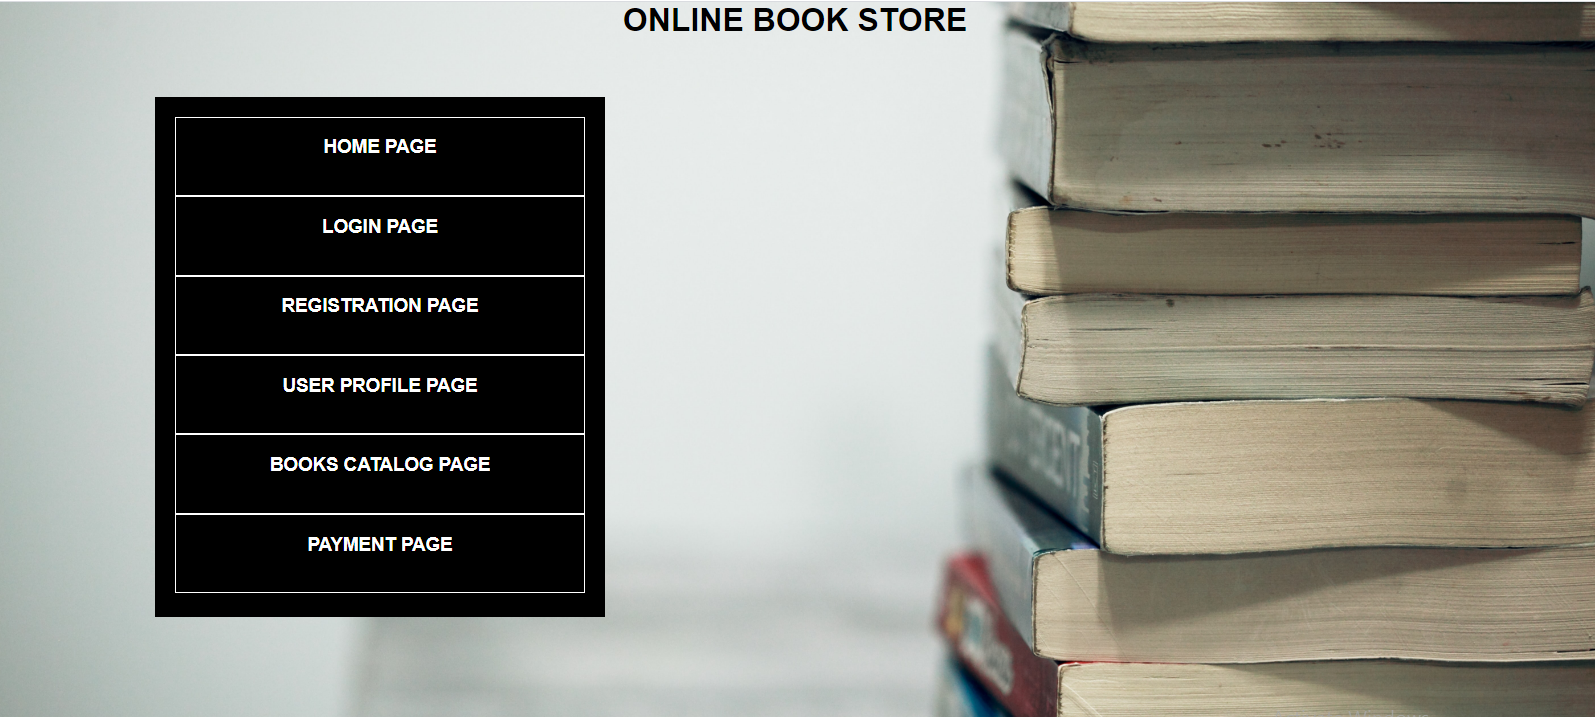 ONLINE BOOK STORE
HOME PAGE
LOGIN PAGE
REGISTRATION PAGE
USER PROFILE PAGE
BOOKS CATALOG PAGE
PAYMENT PAGE